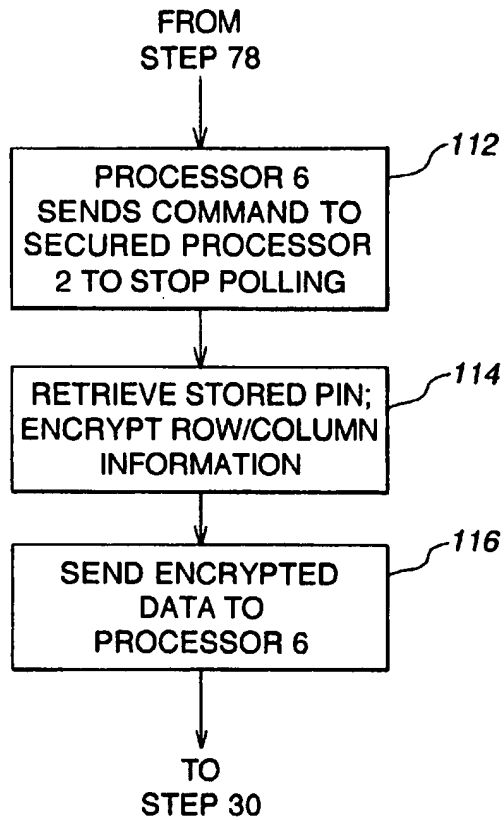 FROM
STEP 78
112
PROCESSOR 6
SENDS COMMAND TO
SECURED PROCESSOR
2 TO STOP POLLING
114
RETRIEVE STORED PIN;
ENCRYPT ROW/COLUMN
INFORMATION
116
SEND ENCRYPTED
DATA TO
PROCESSOR 6
TO
STEP 30